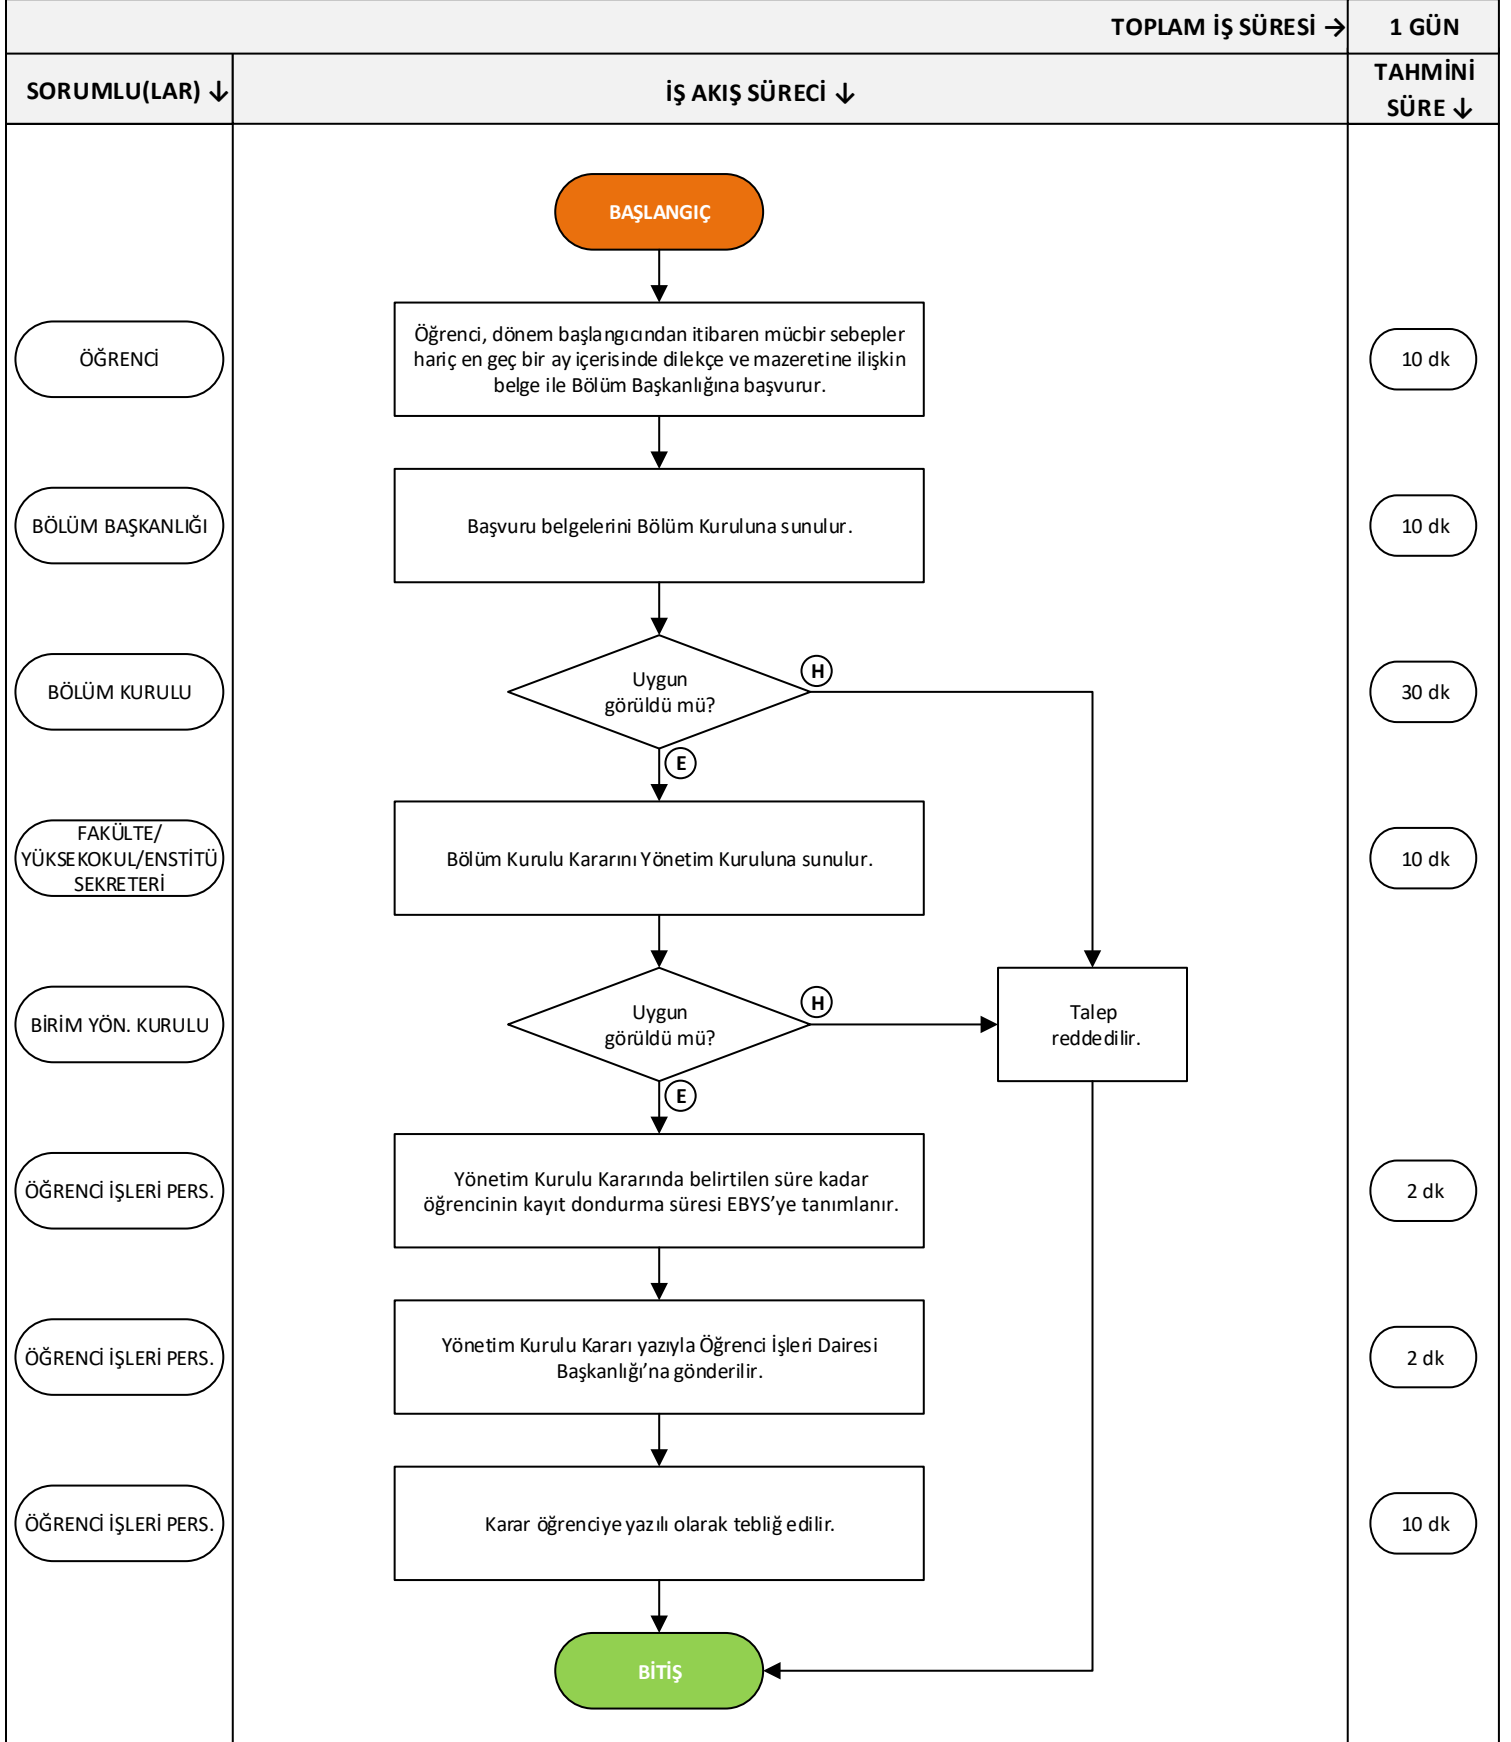 TOPLAM İŞ SÜRESİ → 1 GÜN
SORUMLU(LAR) ↓
İŞ AKIŞ SÜRECİ ↓
TAHMİNİ
SÜRE ↓
BAŞLANGIÇ
ÖĞRENCİ
Öğrenci, dönem başlangıcından itibaren mücbir sebepler
hariç en geç bir ay içerisinde dilekçe ve mazeretine ilişkin
belge ile Bölüm Başkanlığına başvurur.
10 dk
BÖLÜM BAŞKANLIĞI
Başvuru belgelerini Bölüm Kuruluna sunulur.
10 dk
BÖLÜM KURULU
Uygun
görüldü mü?
H
E
30 dk
FAKÜLTE/
YÜKSEKOKUL/ENSTİTÜ
SEKRETERİ
Bölüm Kurulu Kararını Yönetim Kuruluna sunulur.
10 dk
BİRİM YÖN. KURULU
Uygun
görüldü mü?
H
E
Talep
reddedilir.
ÖĞRENCİ İŞLERİ PERS.
Yönetim Kurulu Kararında belirtilen süre kadar
öğrencinin kayıt dondurma süresi EBYS’ye tanımlanır.
2 dk
ÖĞRENCİ İŞLERİ PERS.
Yönetim Kurulu Kararı yazıyla Öğrenci İşleri Dairesi
Başkanlığı’na gönderilir.
2 dk
ÖĞRENCİ İŞLERİ PERS.
Karar öğrenciye yazılı olarak tebliğ edilir.
10 dk
BİTİŞ